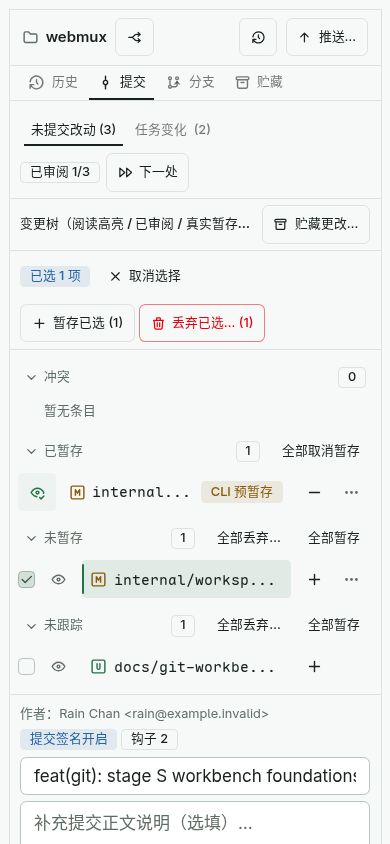 webmux
推送...
历史 提交 分支 贮藏
未提交改动 (3) 任务变化 (2)
已审阅 1/3 下一处
变更树（阅读高亮 / 已审阅 / 真实暂存... 贮藏更改...
已选 1 项 取消选择
暂存已选 (1) 丢弃已选... (1)
冲突 0
暂无条目
已暂存 1 全部取消暂存
M internal... CLI 预暂存
未暂存 1 全部丢弃... 全部暂存
M internal/worksp...
未跟踪 1 全部丢弃... 全部暂存
U docs/git-workbe...
作者：Rain Chan <rain@example.invalid>
提交签名开启 钩子 2
feat(git): stage S workbench foundations
补充提交正文说明（选填）...